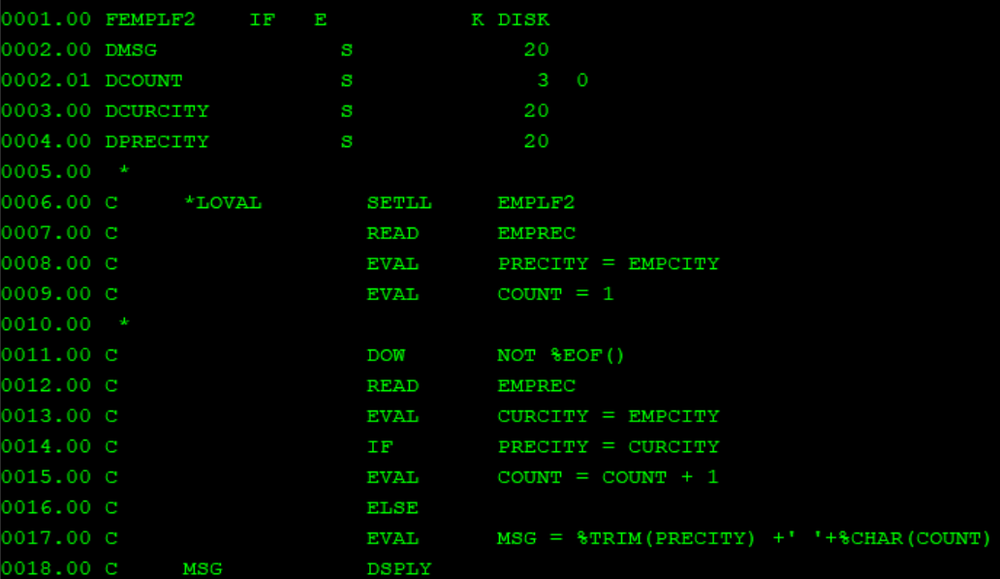 0001.00 FEMPLF2    IF   E           K DISK
0002.00 DMSG              S             20
0002.01 DCOUNT            S              3  0
0003.00 DCURCITY          S             20
0004.00 DPRECITY          S             20
0005.00  *
0006.00 C     *LOVAL        SETLL     EMPLF2
0007.00 C                   READ      EMPREC
0008.00 C                   EVAL      PRECITY = EMPCITY
0009.00 C                   EVAL      COUNT = 1
0010.00  *
0011.00 C                   DOW       NOT %EOF()
0012.00 C                   READ      EMPREC
0013.00 C                   EVAL      CURCITY = EMPCITY
0014.00 C                   IF        PRECITY = CURCITY
0015.00 C                   EVAL      COUNT = COUNT + 1
0016.00 C                   ELSE
0017.00 C                   EVAL      MSG = %TRIM(PRECITY) +' '+%CHAR(COUNT)
0018.00 C     MSG           DSPLY